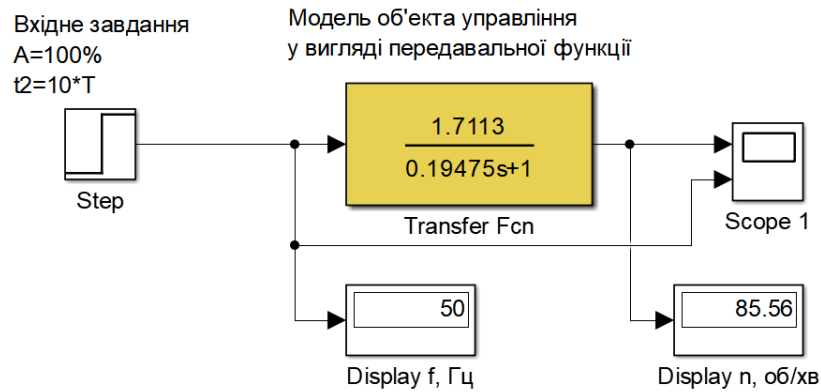 Вхідне завдання
A=100%
t2=10*T
Модель об'єкта управління
у вигляді передавальної функції
Step
1.7113
0.19475s+1
Transfer Fcn
Scope 1
50
Display f, Гц
85.56
Display n, об/хв